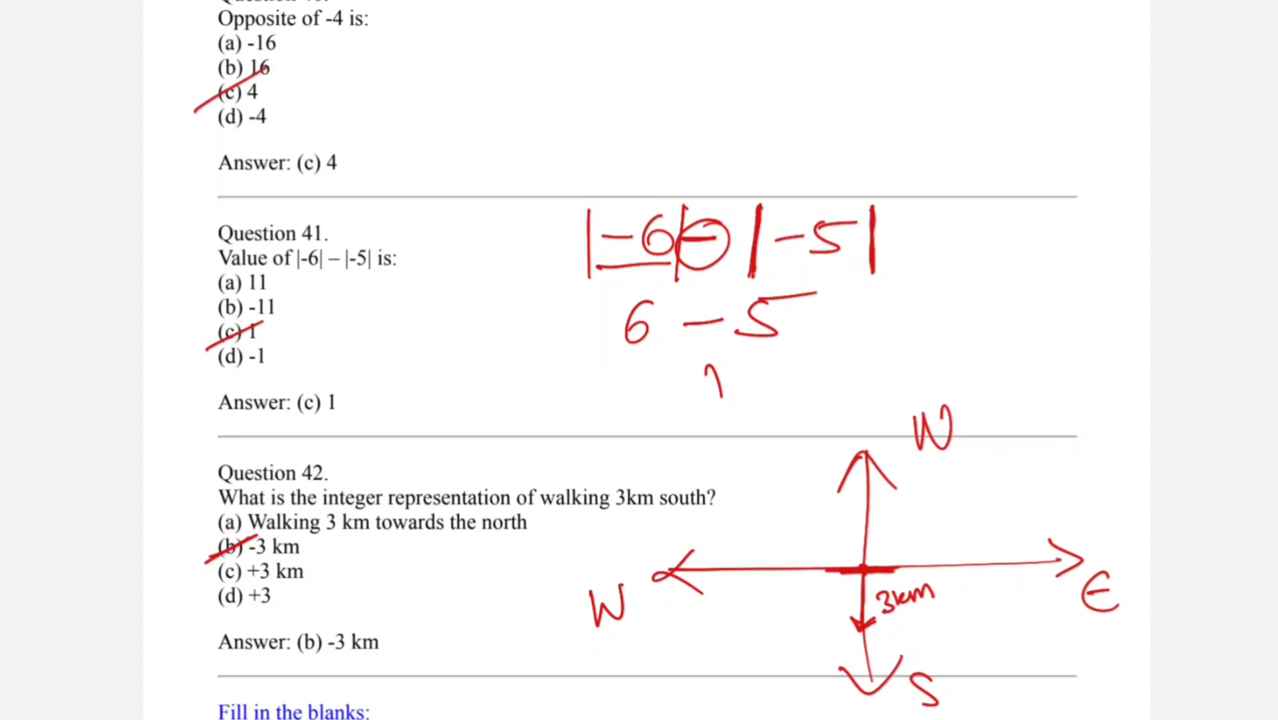 Opposite of -4 is:
(a) -16
(b) 16
(c) 4
(d) -4
Answer: (c) 4
Question 41.
Value of |-6| – |-5| is:
(a) 11
(b) -11
(c) 1
(d) -1
Answer: (c) 1
|-6| - |-5|
6 - 5
1
Question 42.
What is the integer representation of walking 3km south?
(a) Walking 3 km towards the north
(b) -3 km
(c) +3 km
(d) +3
Answer: (b) -3 km
N
W
E
3km
S
Fill in the blanks: